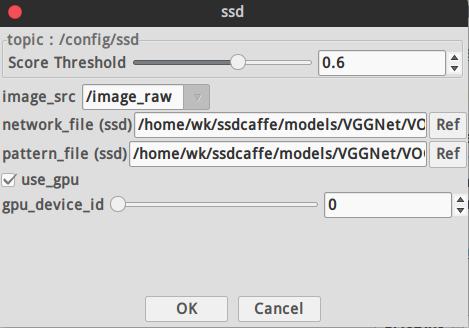 ssd
topic : /config/ssd
Score Threshold 0.6
image_src /image_raw
network_file (ssd) /home/wk/ssdcaffe/models/VGGNet/VO Ref
pattern_file (ssd) /home/wk/ssdcaffe/models/VGGNet/VO Ref
use_gpu
gpu_device_id 0
OK Cancel